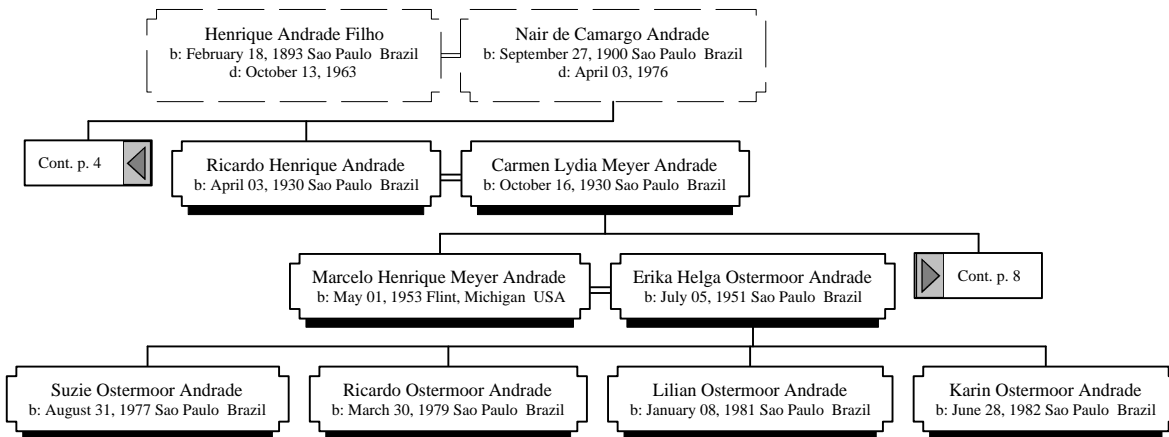 Henrique Andrade Filho
b: February 18, 1893 Sao Paulo  Brazil
d: October 13, 1963
Nair de Camargo Andrade
b: September 27, 1900 Sao Paulo  Brazil
d: April 03, 1976
Cont. p. 4
Ricardo Henrique Andrade
b: April 03, 1930 Sao Paulo  Brazil
Carmen Lydia Meyer Andrade
b: October 16, 1930 Sao Paulo  Brazil
Marcelo Henrique Meyer Andrade
b: May 01, 1953 Flint, Michigan  USA
Erika Helga Ostermoor Andrade
b: July 05, 1951 Sao Paulo  Brazil
Cont. p. 8
Suzie Ostermoor Andrade
b: August 31, 1977 Sao Paulo  Brazil
Ricardo Ostermoor Andrade
b: March 30, 1979 Sao Paulo  Brazil
Lilian Ostermoor Andrade
b: January 08, 1981 Sao Paulo  Brazil
Karin Ostermoor Andrade
b: June 28, 1982 Sao Paulo  Brazil